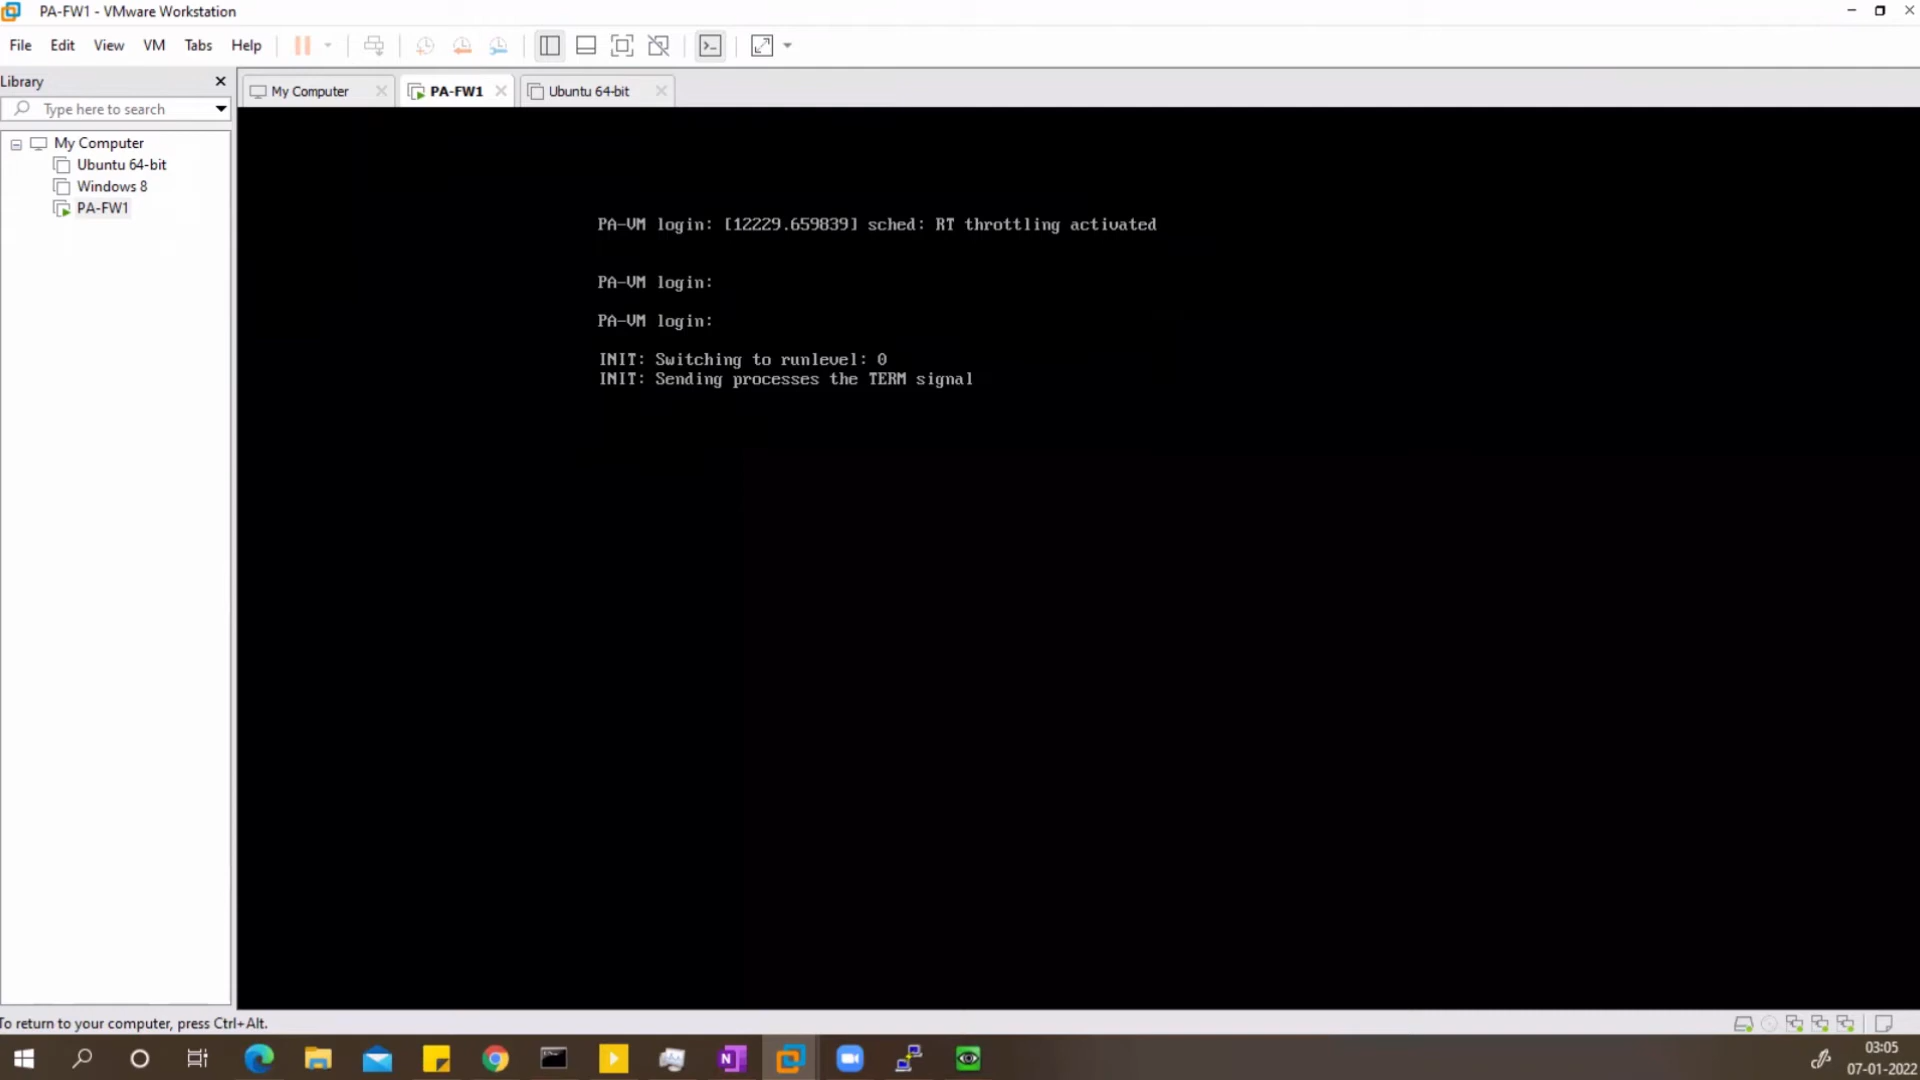 PA-FW1 - VMware Workstation
File Edit View VM Tabs Help
Library
Type here to search
My Computer
Ubuntu 64-bit
Windows 8
PA-FW1
My Computer PA-FW1 Ubuntu 64-bit
PA-VM login: [12229.659839] sched: RT throttling activated
PA-VM login:
PA-VM login:
INIT: Switching to runlevel: 0
INIT: Sending processes the TERM signal
To return to your computer, press Ctrl+Alt.
N
03:05
07-01-2022